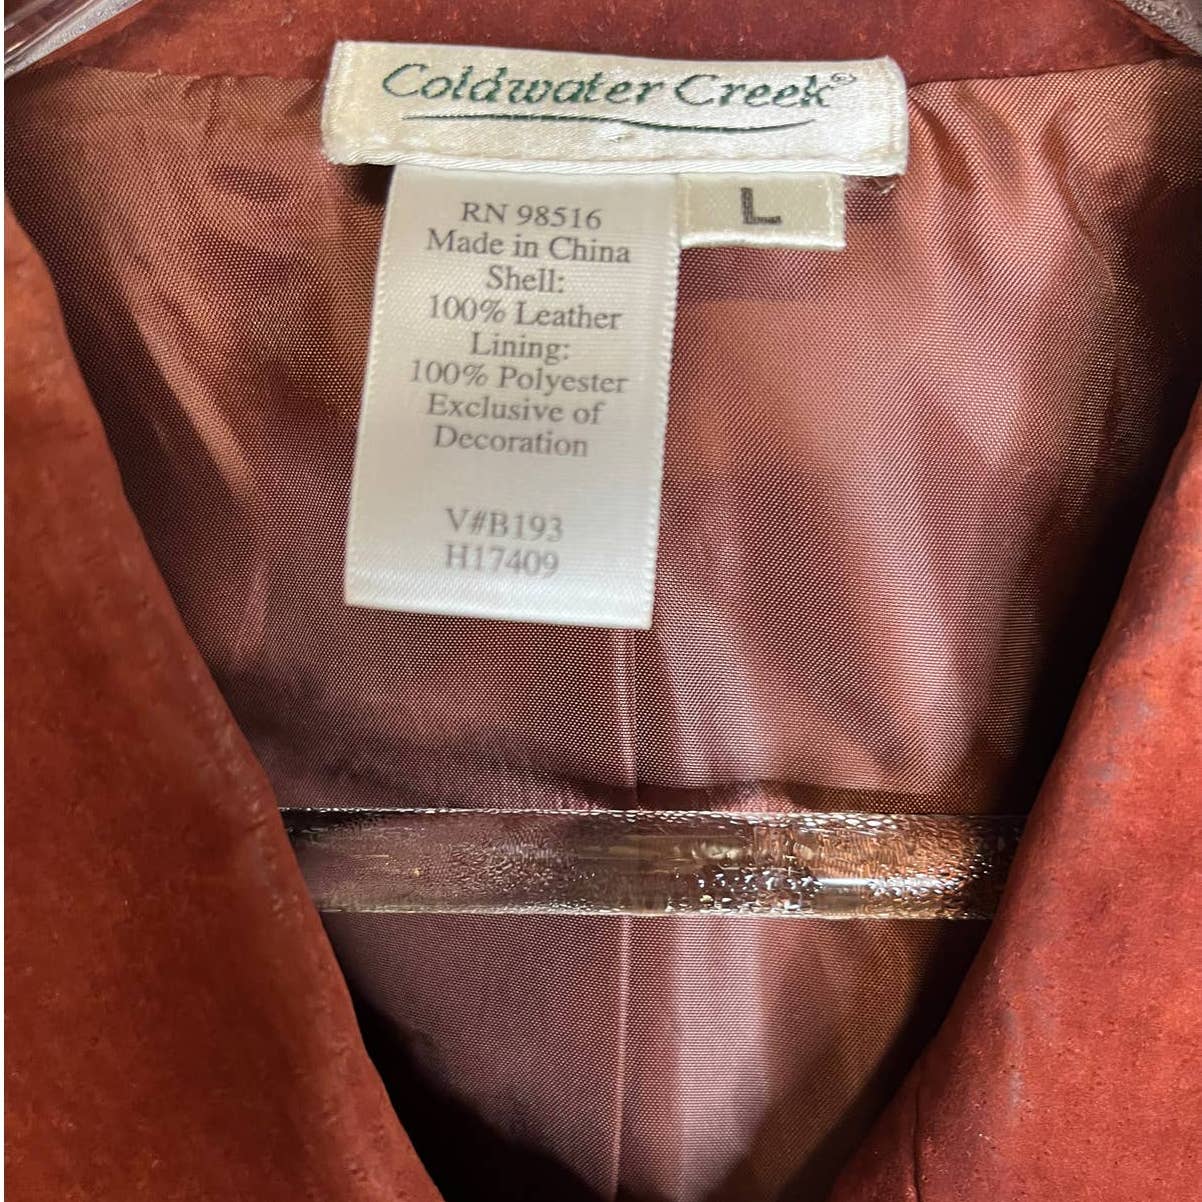 Coldwater Creek®
L
RN 98516
Made in China
Shell:
100% Leather
Lining:
100% Polyester
Exclusive of
Decoration
V#B193
H17409